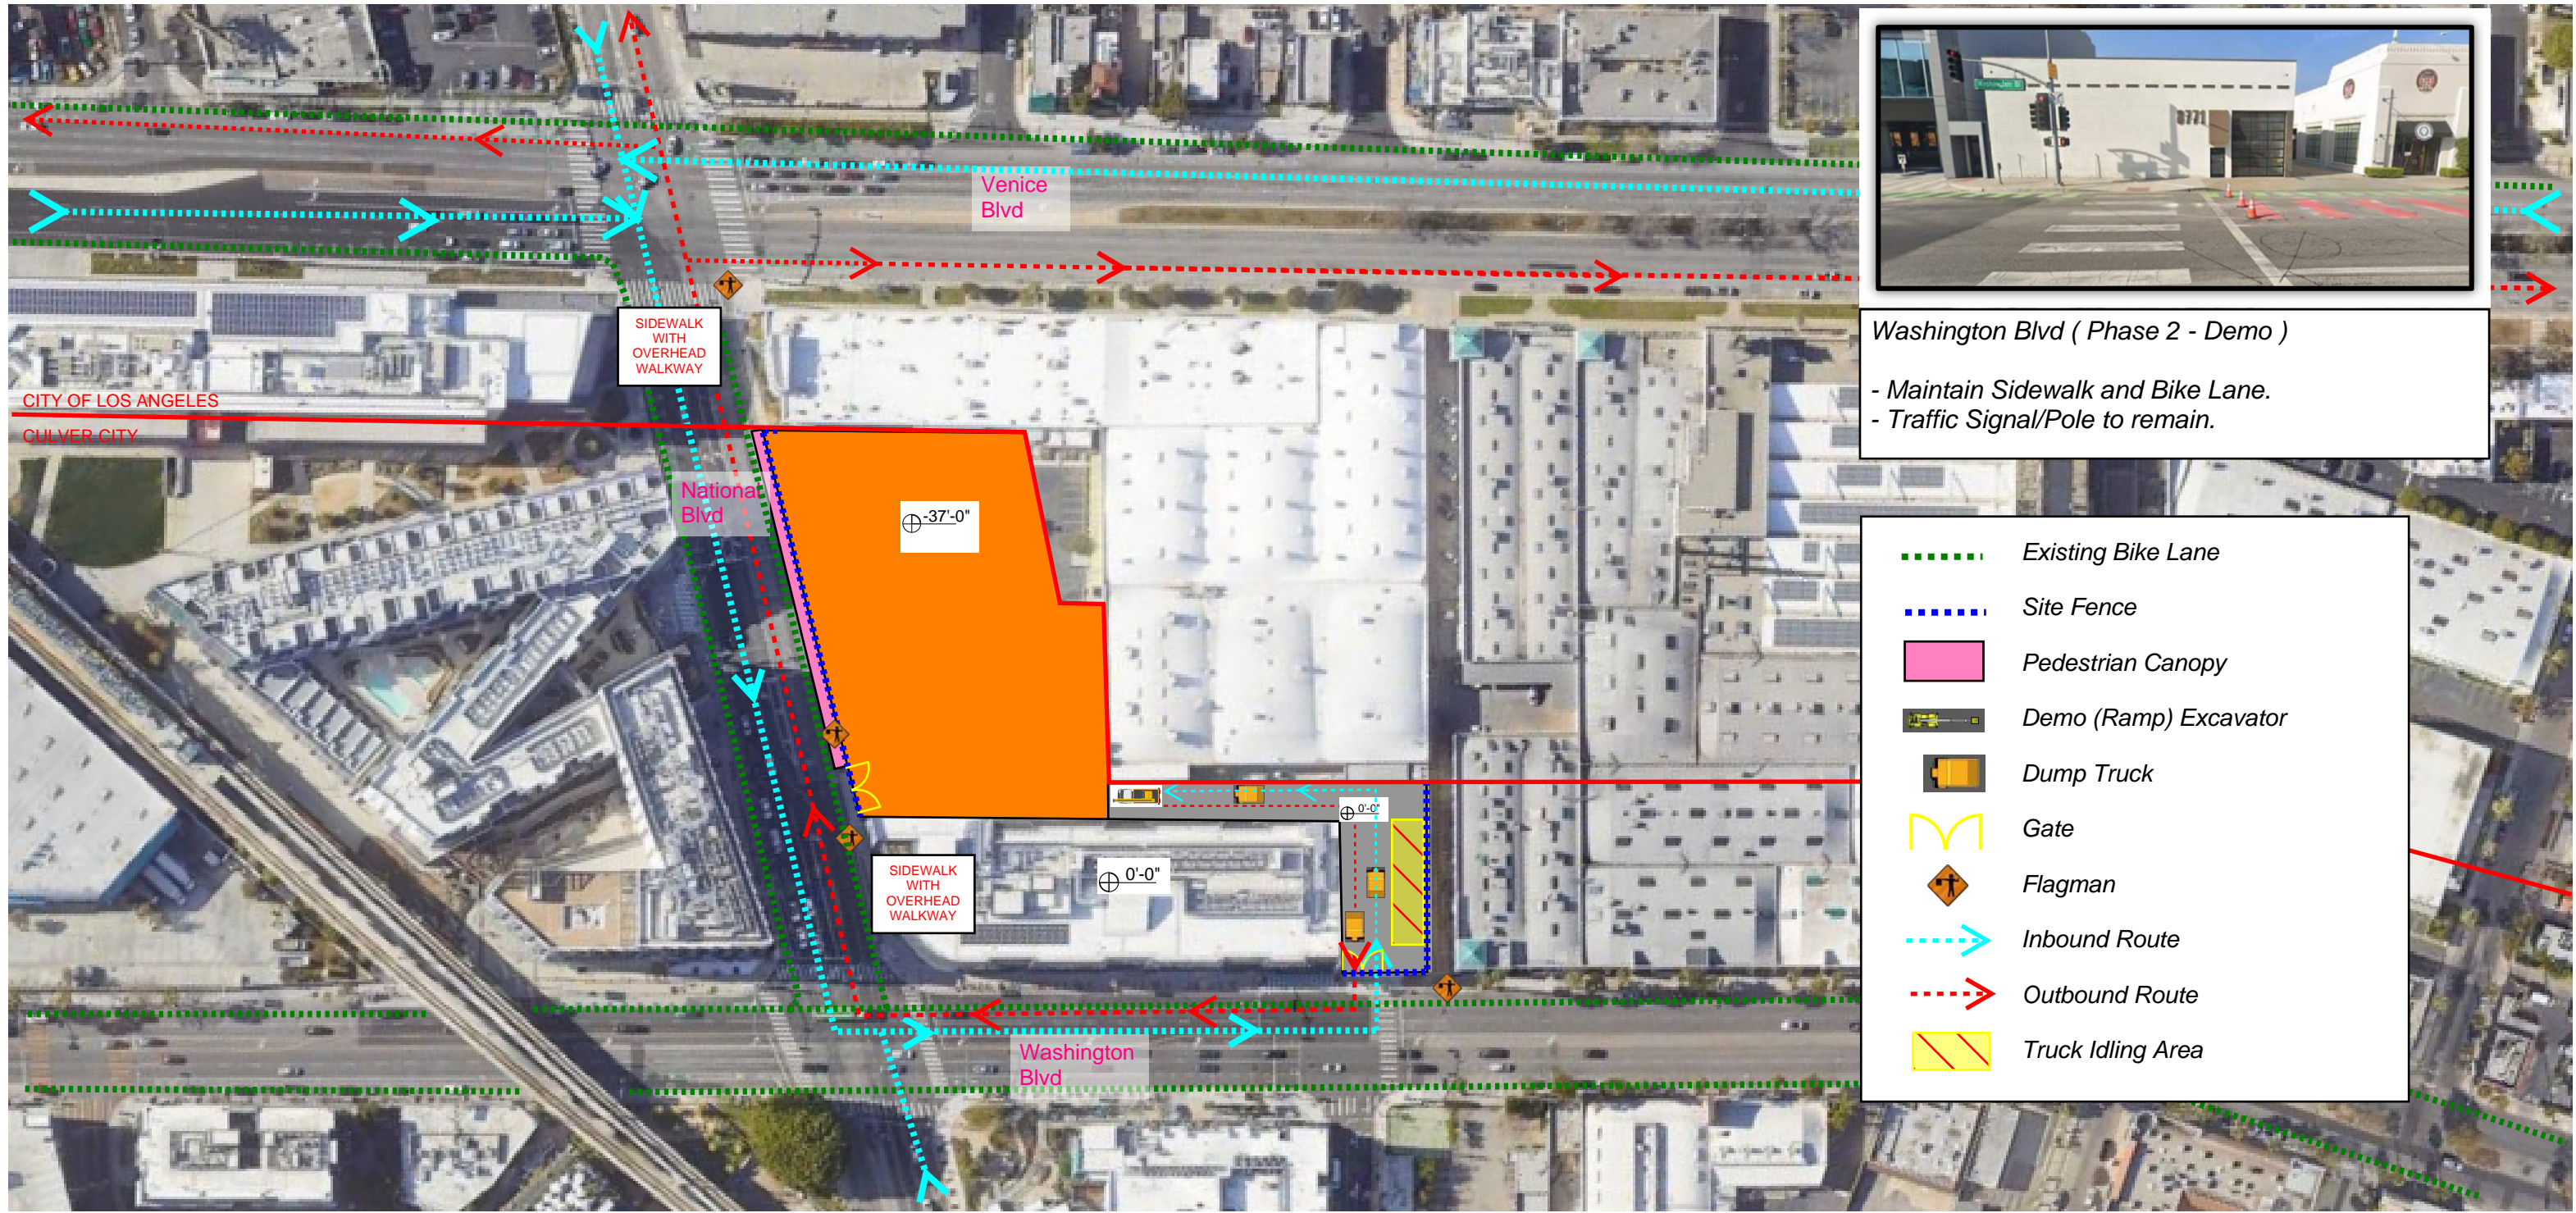 Venice
Blvd
SIDEWALK
WITH
OVERHEAD
WALKWAY
CITY OF LOS ANGELES
CULVER CITY
National
Blvd
-37'-0"
0'-0"
SIDEWALK
WITH
OVERHEAD
WALKWAY
0'-0"
Washington
Blvd
8771
Washington Blvd ( Phase 2 - Demo )
- Maintain Sidewalk and Bike Lane.
- Traffic Signal/Pole to remain.
Existing Bike Lane
Site Fence
Pedestrian Canopy
Demo (Ramp) Excavator
Dump Truck
Gate
Flagman
Inbound Route
Outbound Route
Truck Idling Area